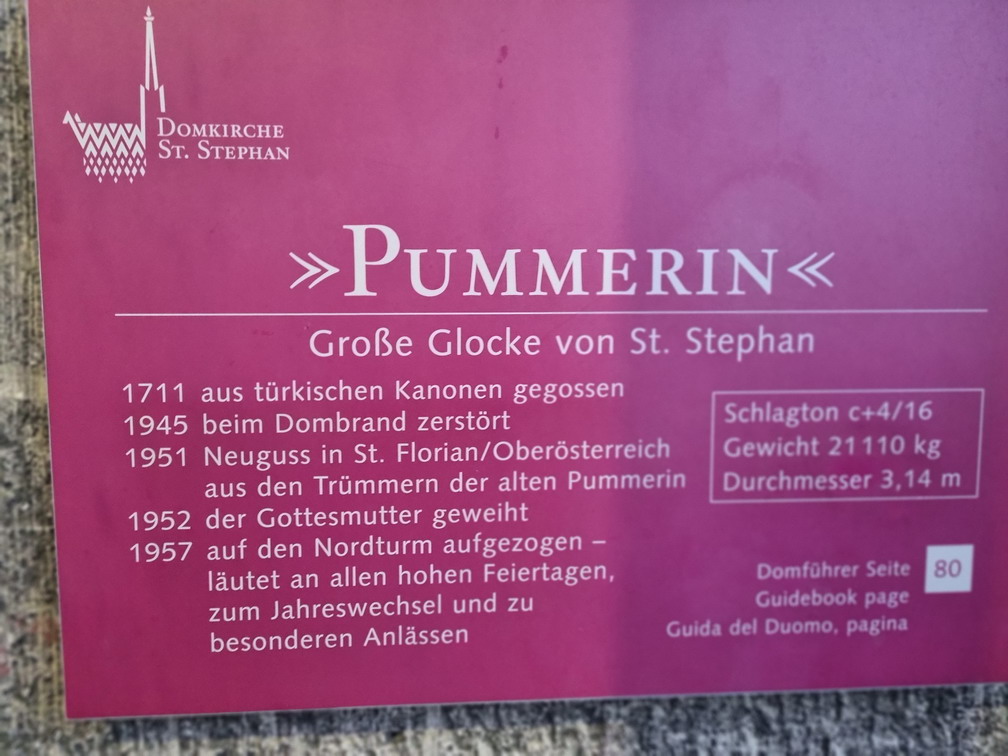 DOMKIRCHE
ST. STEPHAN
»PUMMERIN«
Große Glocke von St. Stephan
1711 aus türkischen Kanonen gegossen
1945 beim Dombrand zerstört
1951 Neuguss in St. Florian/Oberösterreich
aus den Trümmern der alten Pummerin
1952 der Gottesmutter geweiht
1957 auf den Nordturm aufgezogen –
läutet an allen hohen Feiertagen,
zum Jahreswechsel und zu
besonderen Anlässen
Schlagton c+4/16
Gewicht 21110 kg
Durchmesser 3,14 m
Domführer Seite 80
Guidebook page
Guida del Duomo, pagina